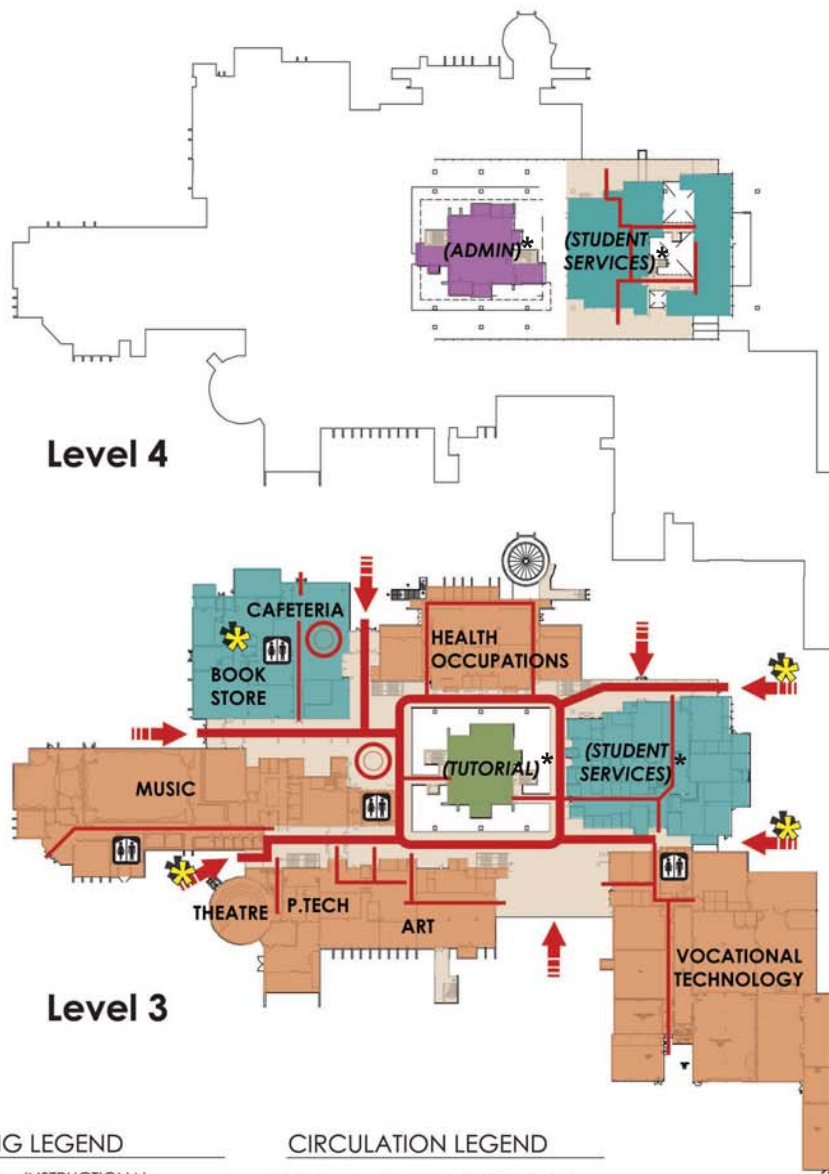 (ADMIN)*
(STUDENT
SERVICES)*
Level 4
CAFETERIA
BOOK
STORE
HEALTH
OCCUPATIONS
(TUTORIAL)*
(STUDENT
SERVICES)*
MUSIC
THEATRE
P.TECH
ART
VOCATIONAL
TECHNOLOGY
Level 3
G LEGEND
CIRCULATION LEGEND